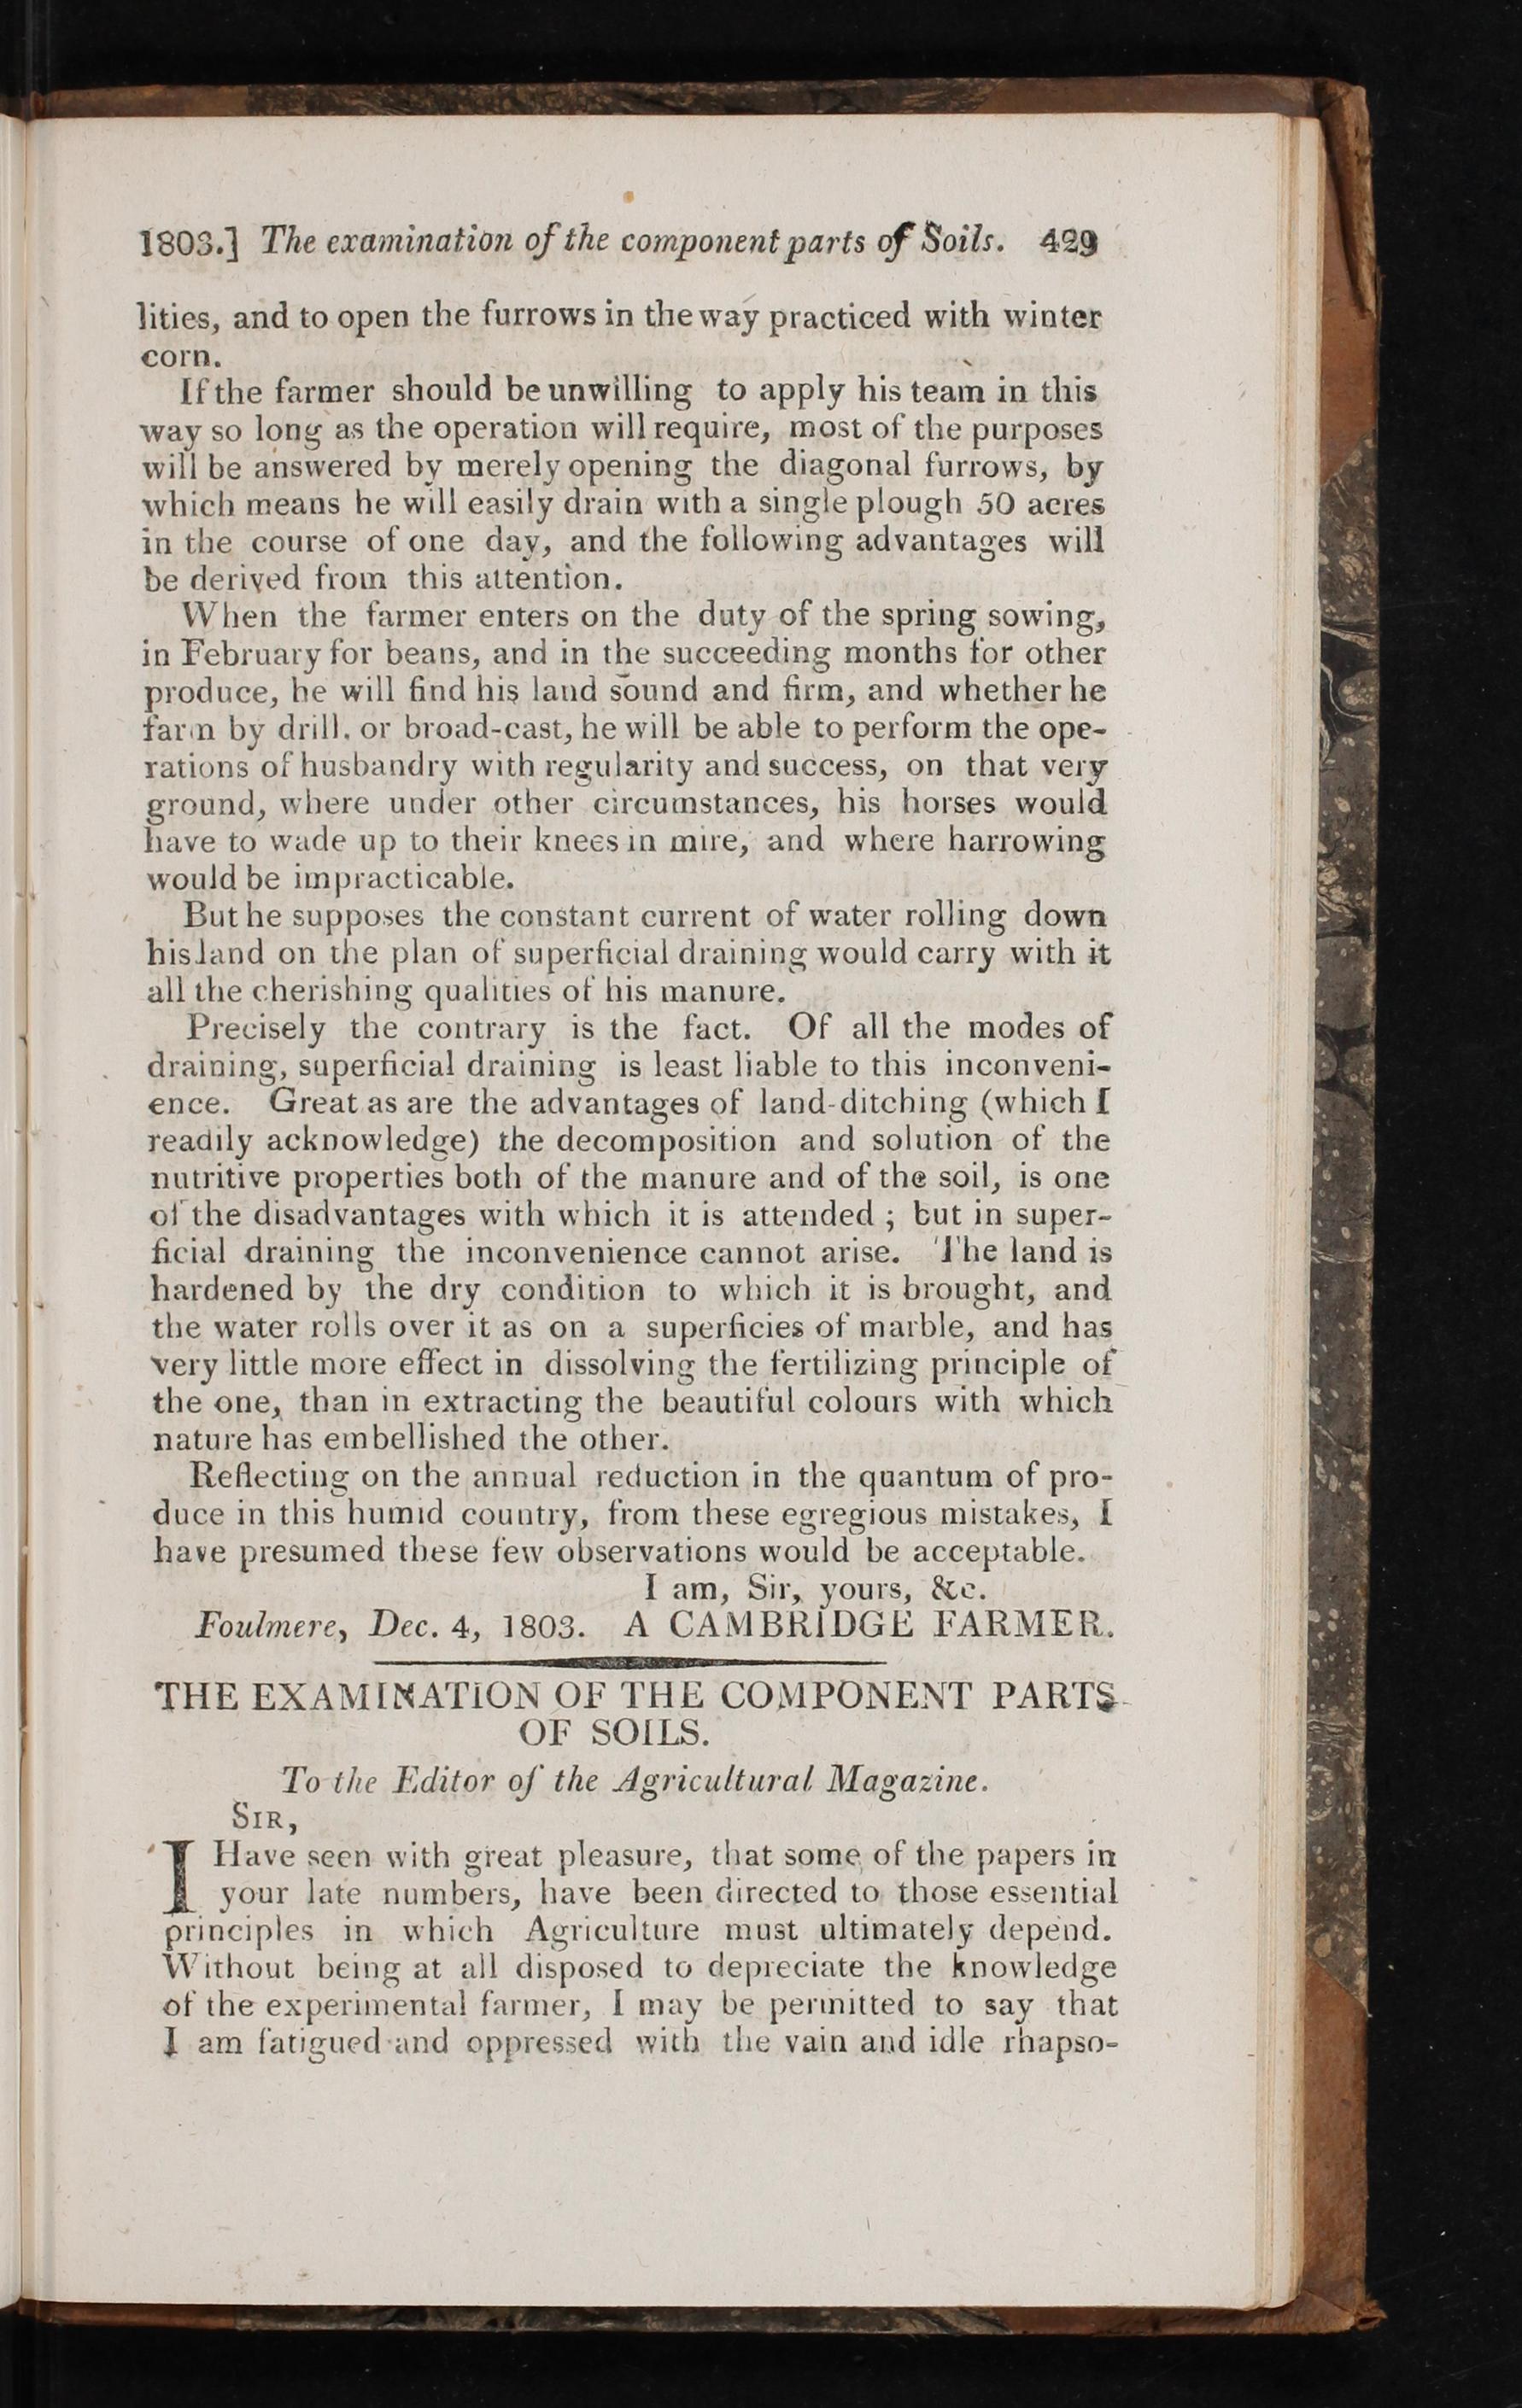 1803.] The examination of the component parts of Soils. 429
lities, and to open the furrows in the way practiced with winter
corn.
If the farmer should be unwilling to apply his team in this
way so long as the operation will require, most of the purposes
will be answered by merely opening the diagonal furrows, by
which means he will easily drain with a single plough 50 acres
in the course of one day, and the following advantages will
be derived from this attention.
When the farmer enters on the duty of the spring sowing,
in February for beans, and in the succeeding months for other
produce, he will find his land sound and firm, and whether he
farm by drill, or broad-cast, he will be able to perform the ope-
rations of husbandry with regularity and success, on that very
ground, where under other circumstances, his horses would
have to wade up to their knees in mire, and where harrowing
would be impracticable.
But he supposes the constant current of water rolling down
his land on the plan of superficial draining would carry with it
all the cherishing qualities of his manure.
Precisely the contrary is the fact. Of all the modes of
draining, superficial draining is least liable to this inconveni-
ence. Great as are the advantages of land-ditching (which I
readily acknowledge) the decomposition and solution of the
nutritive properties both of the manure and of the soil, is one
of the disadvantages with which it is attended ; but in super-
ficial draining the inconvenience cannot arise. The land is
hardened by the dry condition to which it is brought, and
the water rolls over it as on a superficies of marble, and has
very little more effect in dissolving the fertilizing principle of
the one, than in extracting the beautiful colours with which
nature has embellished the other.
Reflecting on the annual reduction in the quantum of pro-
duce in this humid country, from these egregious mistakes, I
have presumed these few observations would be acceptable.
I am, Sir, yours, &c.
Foulmere, Dec. 4, 1803. A CAMBRIDGE FARMER.
THE EXAMINATION OF THE COMPONENT PARTS
OF SOILS.
To the Editor of the Agricultural Magazine.
SIR,
I Have seen with great pleasure, that some of the papers in
your late numbers, have been directed to those essential
principles in which Agriculture must ultimately depend.
Without being at all disposed to depreciate the knowledge
of the experimental farmer, I may be permitted to say that
I am fatigued and oppressed with the vain and idle rhapso-